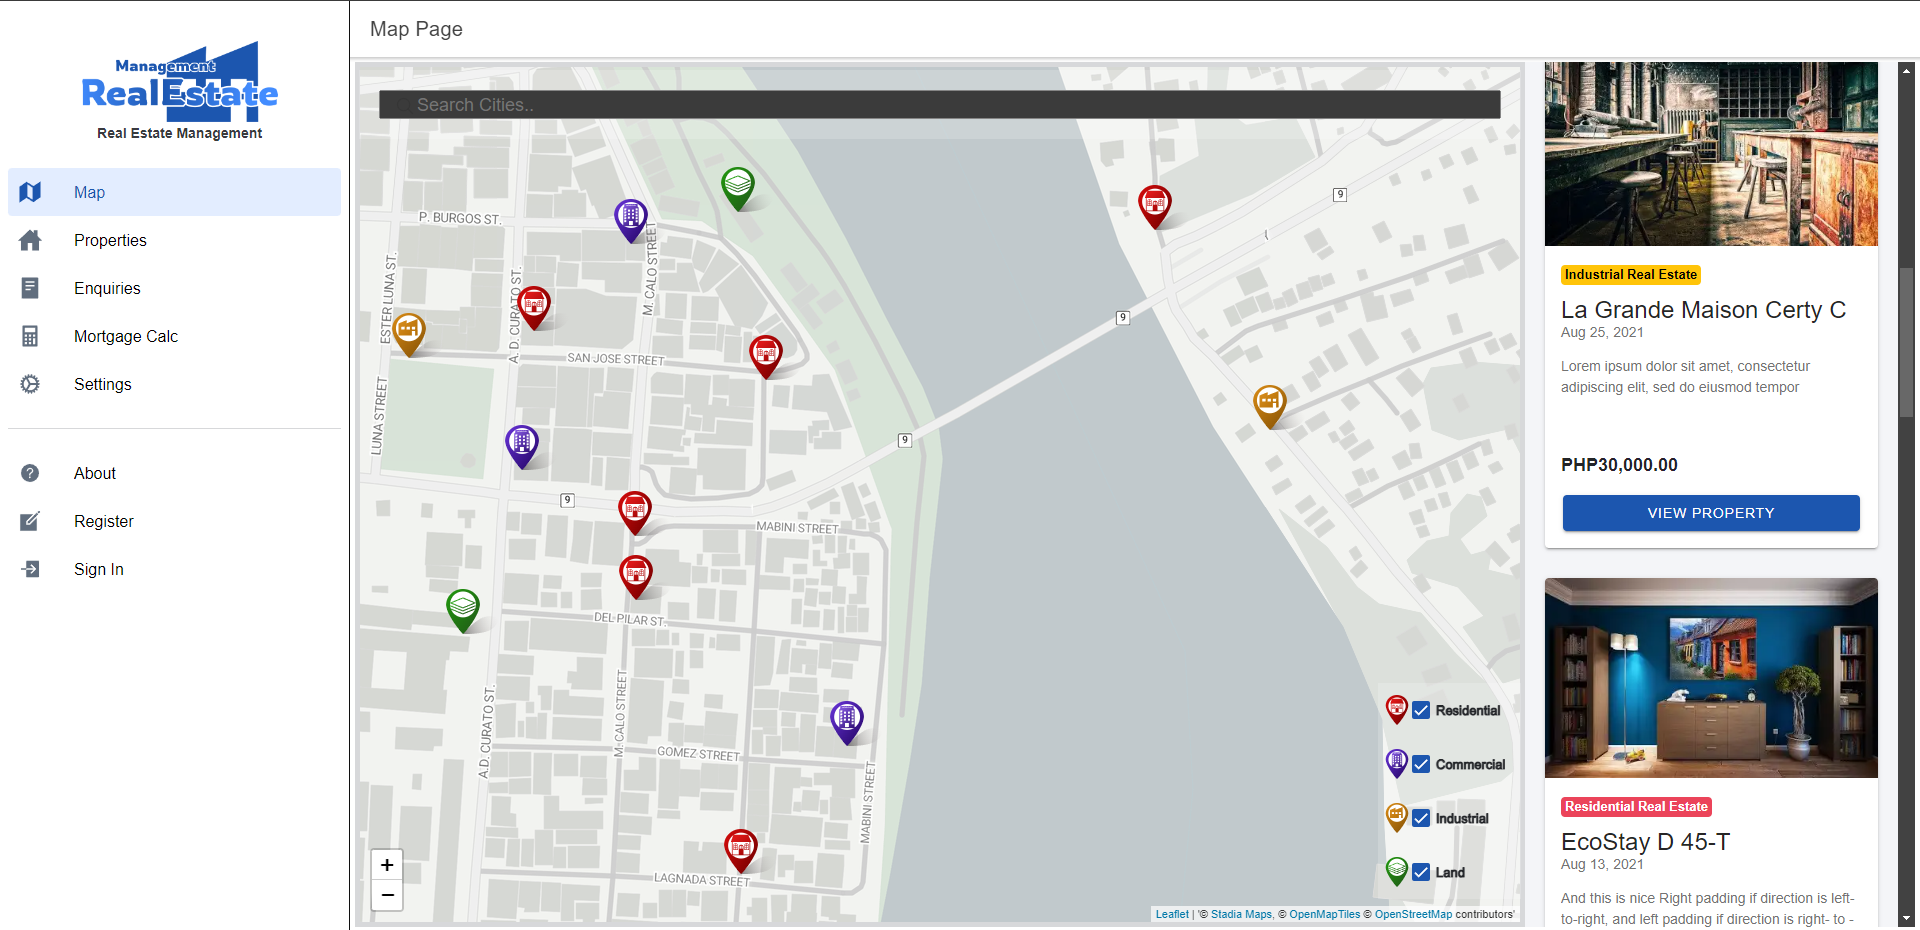 Management
RealEstate
Real Estate Management
Map
Properties
Enquiries
Mortgage Calc
Settings
About
Register
Sign In
Map Page
Search Cities..
P. BURGOS ST.
ESTER LUNA ST.
A. D. CURATO ST.
M. CALO STREET
SAN JOSE STREET
LUNA STREET
9
9
9
9
MABINI STREET
DEL PILAR ST.
A.D. CURATO ST.
M. CALO STREET
GOMEZ STREET
MABINI STREET
LAGNADA STREET
+
−
Residential
Commercial
Industrial
Land
Leaflet | '© Stadia Maps, © OpenMapTiles © OpenStreetMap contributors'
Industrial Real Estate
La Grande Maison Certy C
Aug 25, 2021
Lorem ipsum dolor sit amet, consectetur
adipiscing elit, sed do eiusmod tempor
PHP30,000.00
VIEW PROPERTY
Residential Real Estate
EcoStay D 45-T
Aug 13, 2021
And this is nice Right padding if direction is left-
to-right, and left padding if direction is right- to -